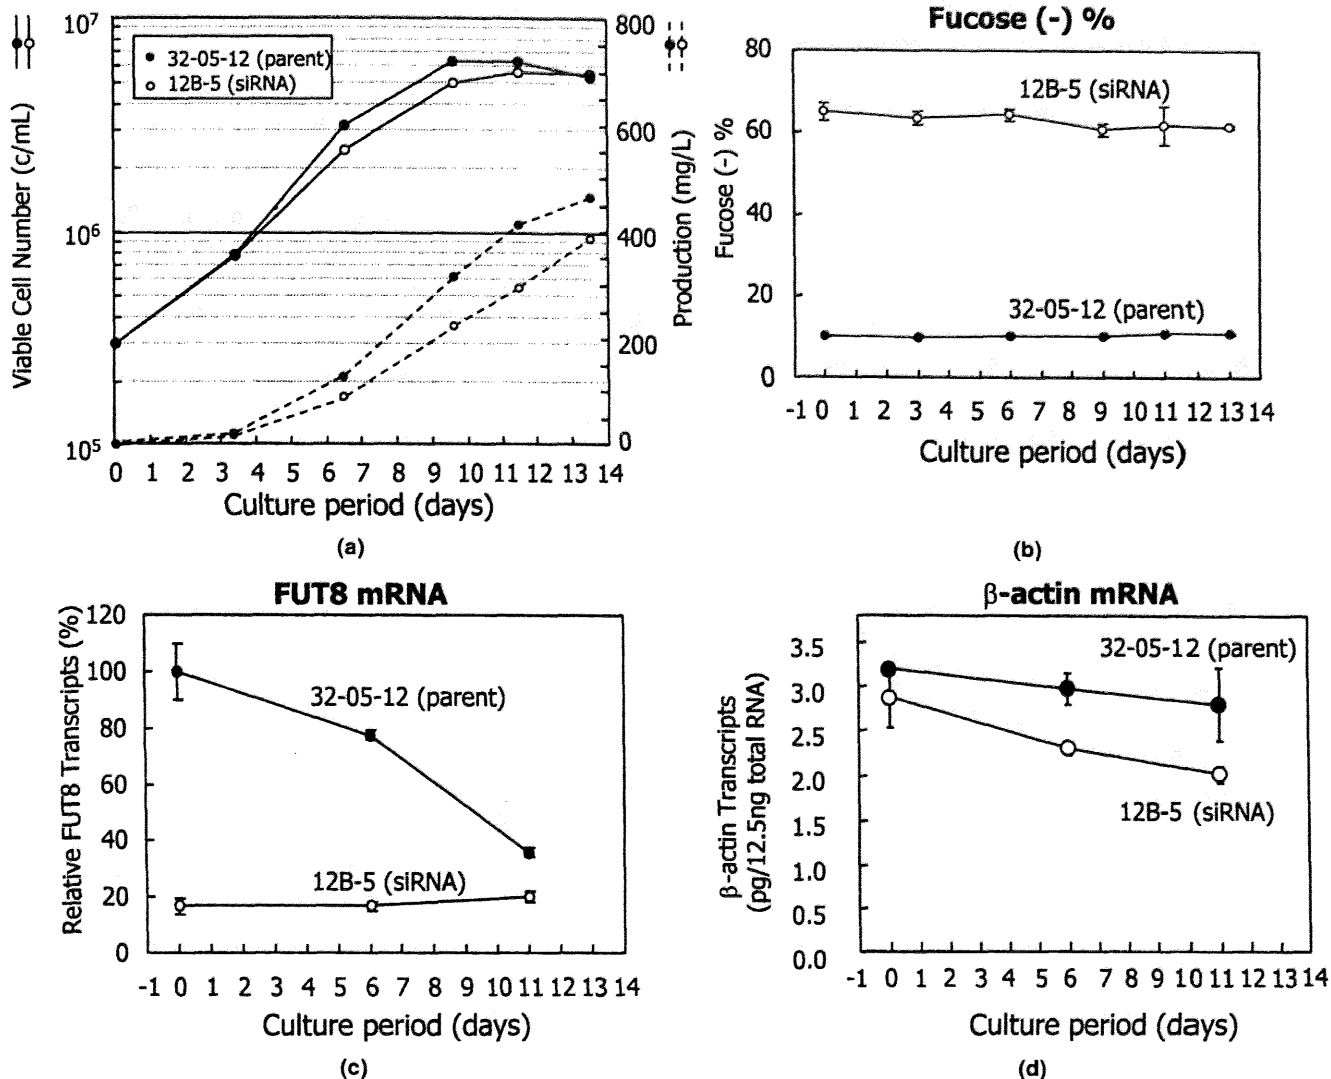 10^7
800
32-05-12 (parent)
12B-5 (siRNA)
600
10^6
400
200
10^5
0
Viable Cell Number (c/mL)
Production (mg/L)
0 1 2 3 4 5 6 7 8 9 10 11 12 13 14
Culture period (days)
(a)
Fucose (-) %
80
12B-5 (siRNA)
60
40
20
32-05-12 (parent)
0
Fucose (-) %
-1 0 1 2 3 4 5 6 7 8 9 10 11 12 13 14
Culture period (days)
(b)
FUT8 mRNA
120
100
32-05-12 (parent)
80
60
40
12B-5 (siRNA)
20
0
Relative FUT8 Transcripts (%)
-1 0 1 2 3 4 5 6 7 8 9 10 11 12 13 14
Culture period (days)
(c)
β-actin mRNA
3.5
32-05-12 (parent)
3.0
2.5
2.0
12B-5 (siRNA)
1.5
1.0
0.5
0.0
β-actin Transcripts
(pg/12.5ng total RNA)
-1 0 1 2 3 4 5 6 7 8 9 10 11 12 13 14
Culture period (days)
(d)